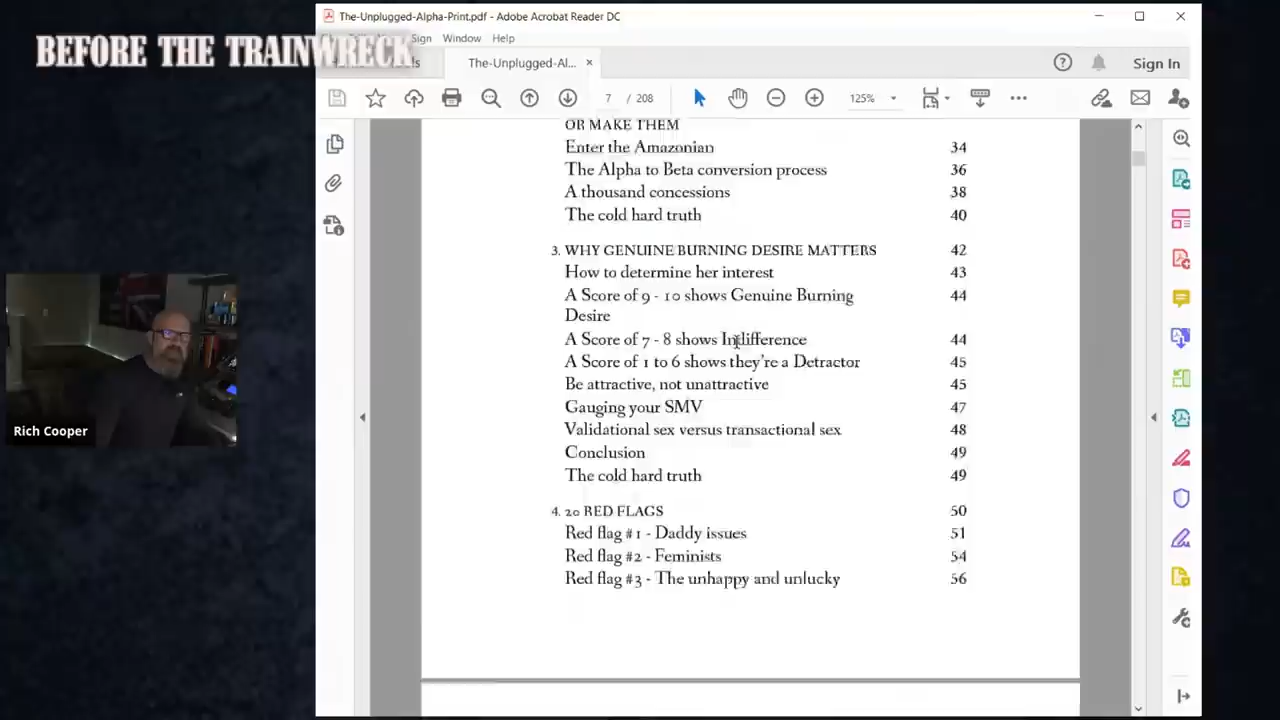 The-Unplugged-Alpha-Print.pdf - Adobe Acrobat Reader DC
BEFORE THE TRAINWRECK
Sign Window Help
The-Unplugged-Al...
Sign In
7 / 208
125%
OR MAKE THEM
Enter the Amazonian 34
The Alpha to Beta conversion process 36
A thousand concessions 38
The cold hard truth 40
3. WHY GENUINE BURNING DESIRE MATTERS 42
How to determine her interest 43
A Score of 9 - 10 shows Genuine Burning 44
Desire
A Score of 7 - 8 shows Indifference 44
A Score of 1 to 6 shows they're a Detractor 45
Be attractive, not unattractive 45
Gauging your SMV 47
Validational sex versus transactional sex 48
Conclusion 49
The cold hard truth 49
4. 20 RED FLAGS 50
Red flag #1 - Daddy issues 51
Red flag #2 - Feminists 54
Red flag #3 - The unhappy and unlucky 56
Rich Cooper